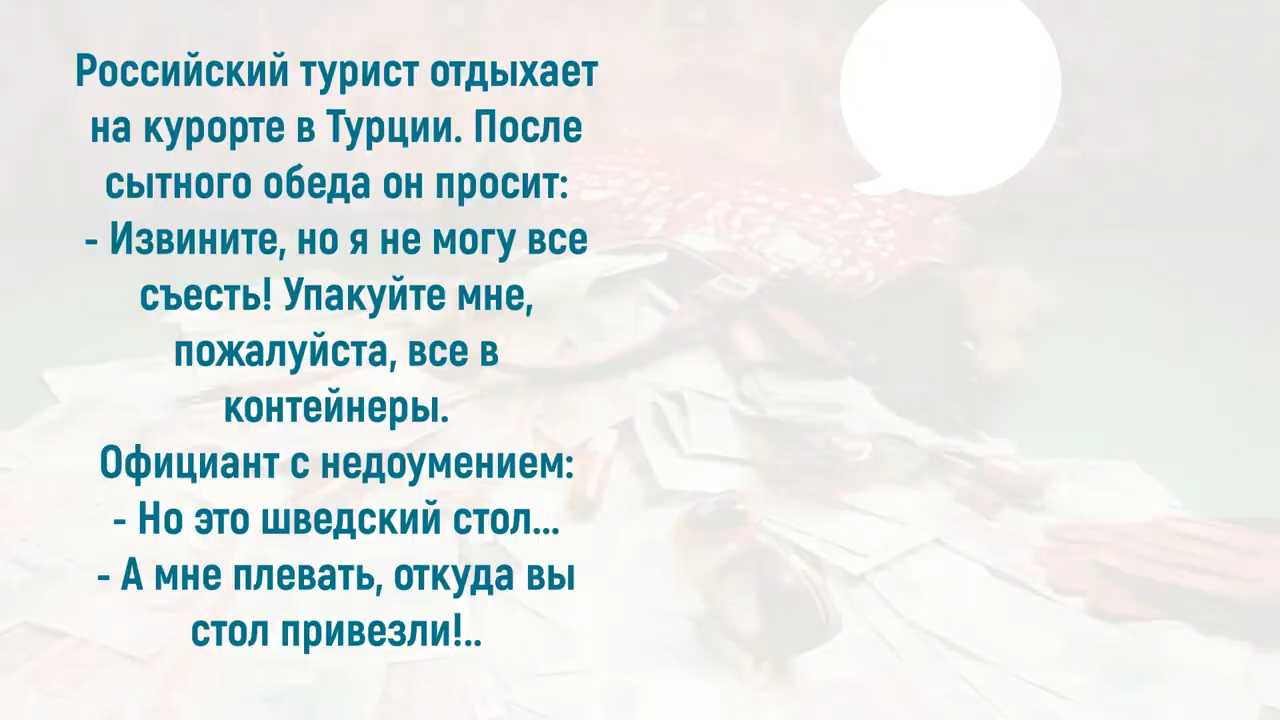 Российский турист отдыхает
на курорте в Турции. После
сытного обеда он просит:
- Извините, но я не могу все
съесть! Упакуйте мне,
пожалуйста, все в
контейнеры.
Официант с недоумением:
- Но это шведский стол...
- А мне плевать, откуда вы
стол привезли!..